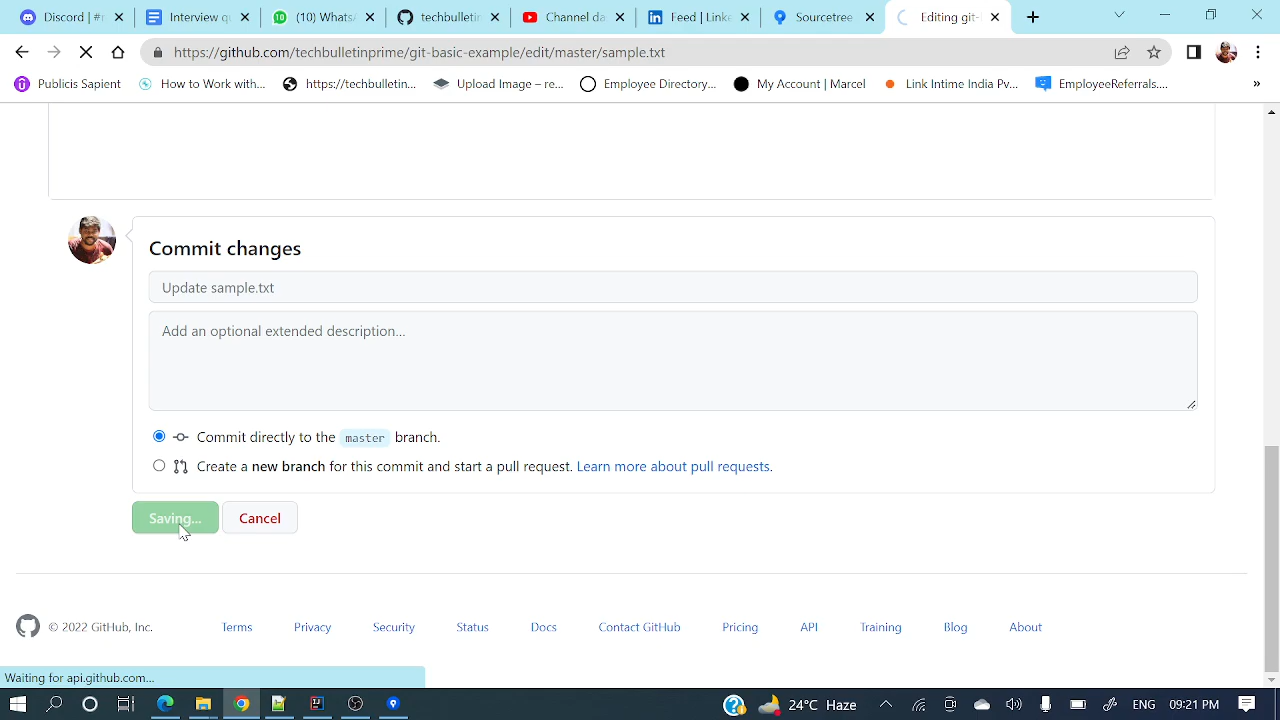 Discord | #r
Interview qu
(10) WhatsA
techbulletin
Channel da
Feed | Linke
Sourcetree
Editing git-
https://github.com/techbulletinprime/git-basic-example/edit/master/sample.txt
Publicis Sapient
How to Work with...
https://techbulletin...
Upload Image – re...
Employee Directory...
My Account | Marcel
Link Intime India Pv...
EmployeeReferrals....
»
Commit changes
Update sample.txt
Add an optional extended description...
Commit directly to the master branch.
Create a new branch for this commit and start a pull request. Learn more about pull requests.
Saving...
Cancel
© 2022 GitHub, Inc.
Terms
Privacy
Security
Status
Docs
Contact GitHub
Pricing
API
Training
Blog
About
Waiting for api.github.com...
24°C Haze
ENG
09:21 PM